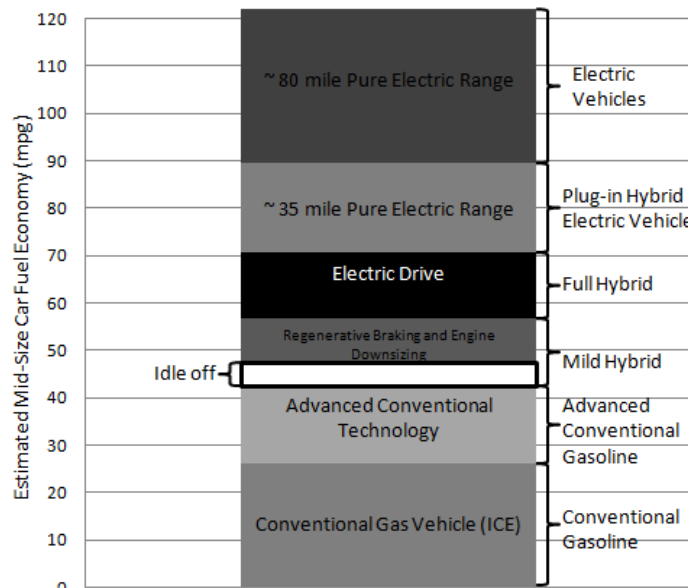 Estimated Mid-Size Car Fuel Economy (mpg)
120
110
100
90
80
70
60
50
40
30
20
10
0
~ 80 mile Pure Electric Range
~ 35 mile Pure Electric Range
Electric Drive
Regenerative Braking and Engine
Downsizing
Idle off
Advanced Conventional
Technology
Conventional Gas Vehicle (ICE)
Electric
Vehicles
Plug-in Hybrid
Electric Vehicle
Full Hybrid
Mild Hybrid
Advanced
Conventional
Gasoline
Conventional
Gasoline